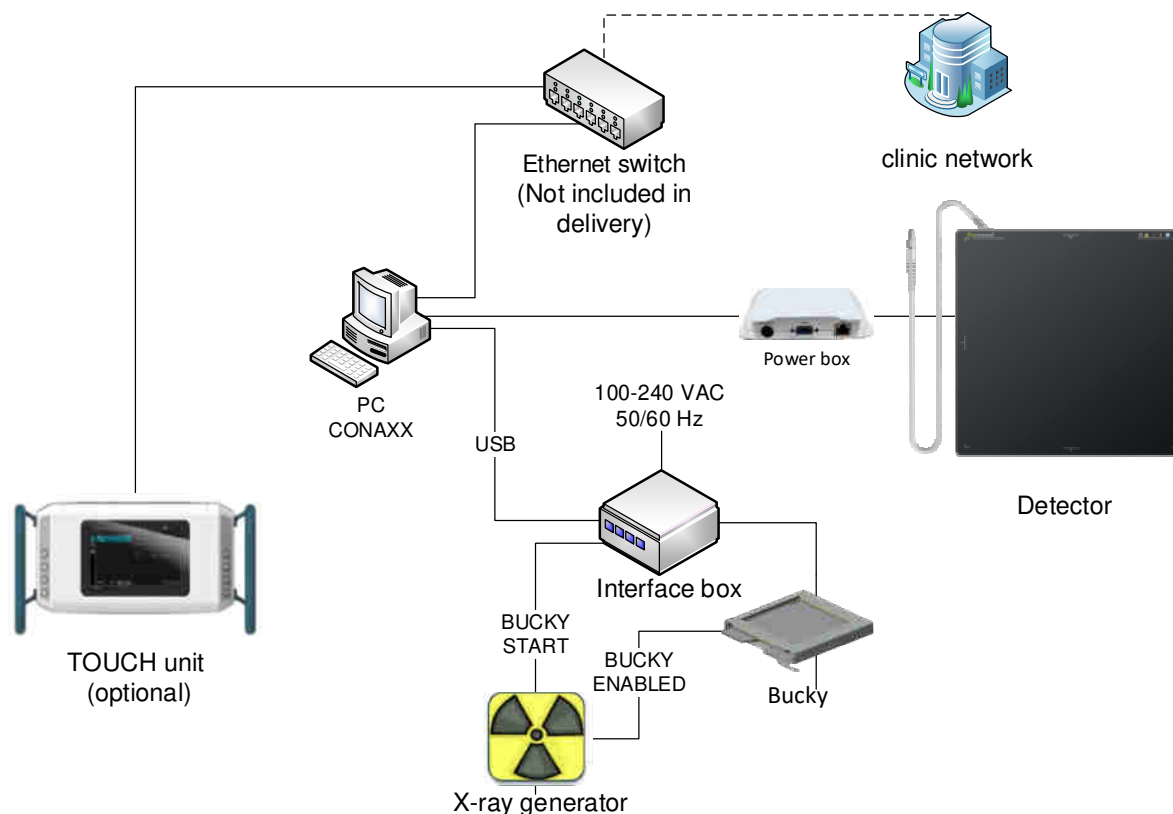 clinic network
Ethernet switch
(Not included in
delivery)
Power box
PC
CONAXX
100-240 VAC
50/60 Hz
USB
Detector
Interface box
TOUCH unit
(optional)
BUCKY
START
BUCKY
ENABLED
Bucky
X-ray generator